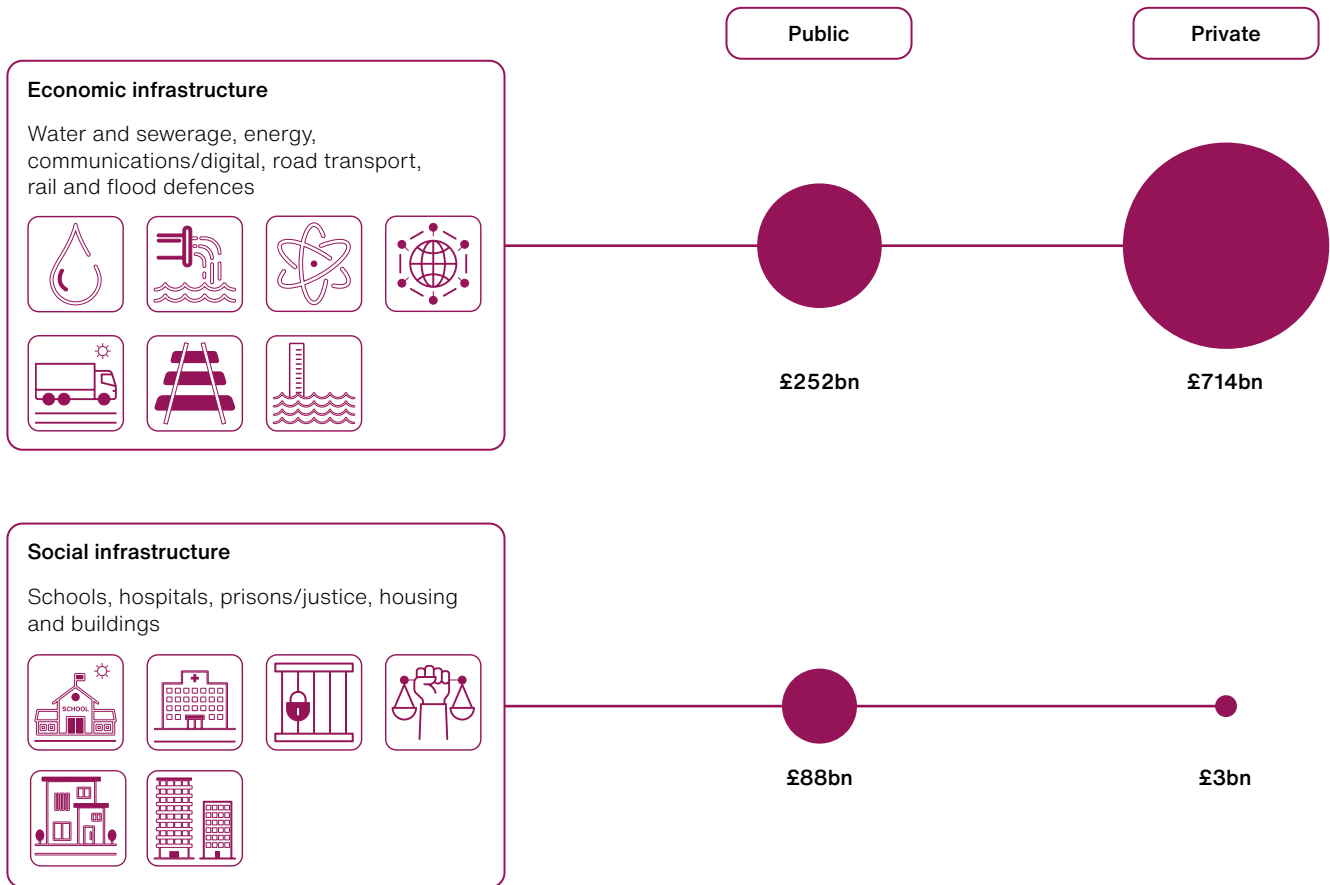 Public
Private
Economic infrastructure
Water and sewerage, energy,
communications/digital, road transport,
rail and flood defences
£252bn
£714bn
Social infrastructure
Schools, hospitals, prisons/justice, housing
and buildings
SCHOOL
£88bn
£3bn